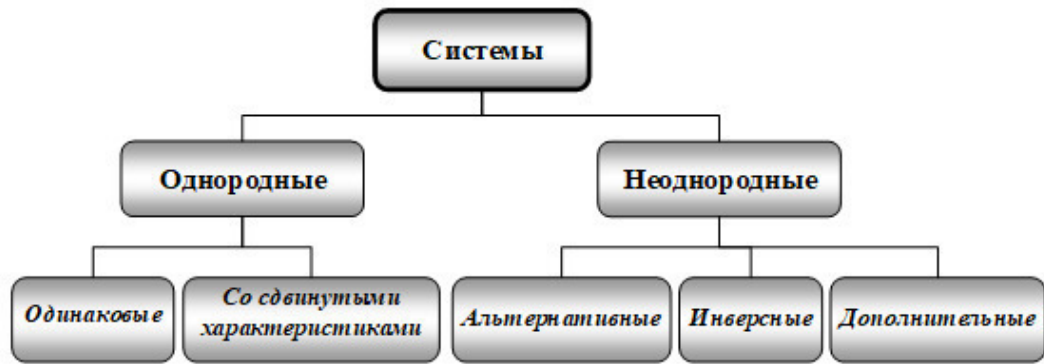 Системы
Однородные
Неоднородные
Одинаковые
Со сдвинутыми
характеристиками
Альтернативные
Инверсные
Дополнительные